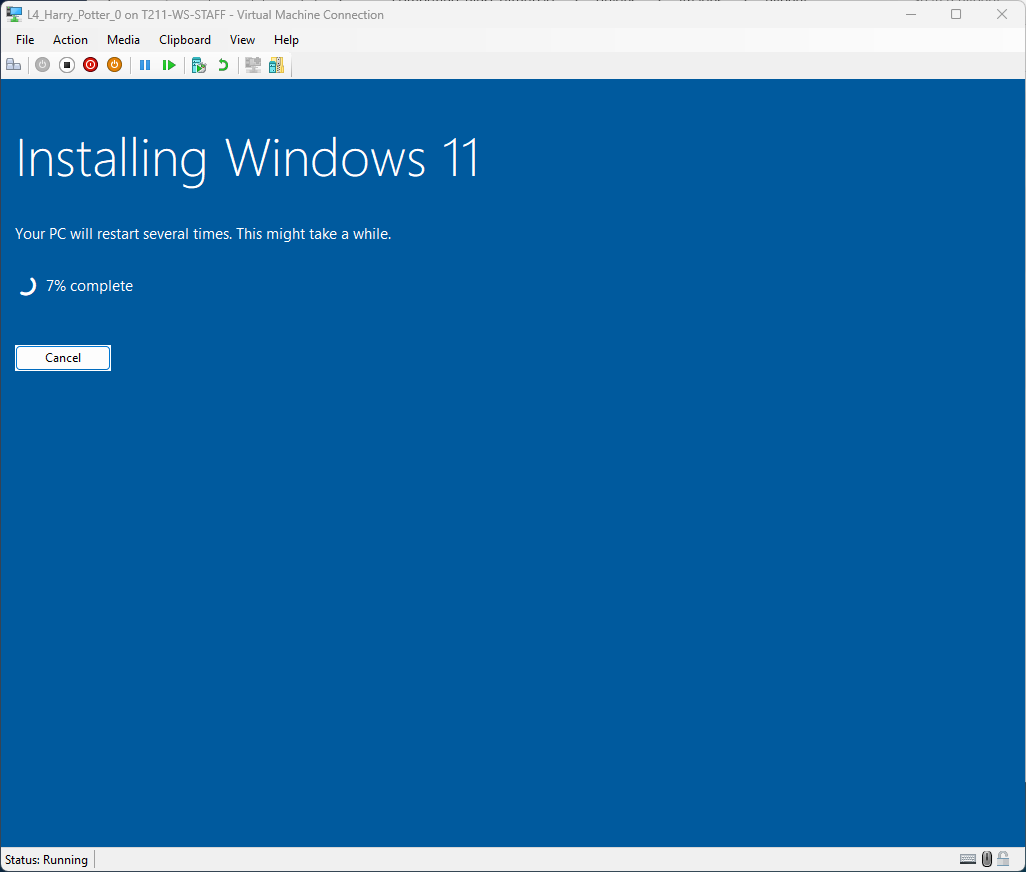 L4_Harry_Potter_0 on T211-WS-STAFF - Virtual Machine Connection
File Action Media Clipboard View Help
Installing Windows 11
Your PC will restart several times. This might take a while.
7% complete
Cancel
Status: Running